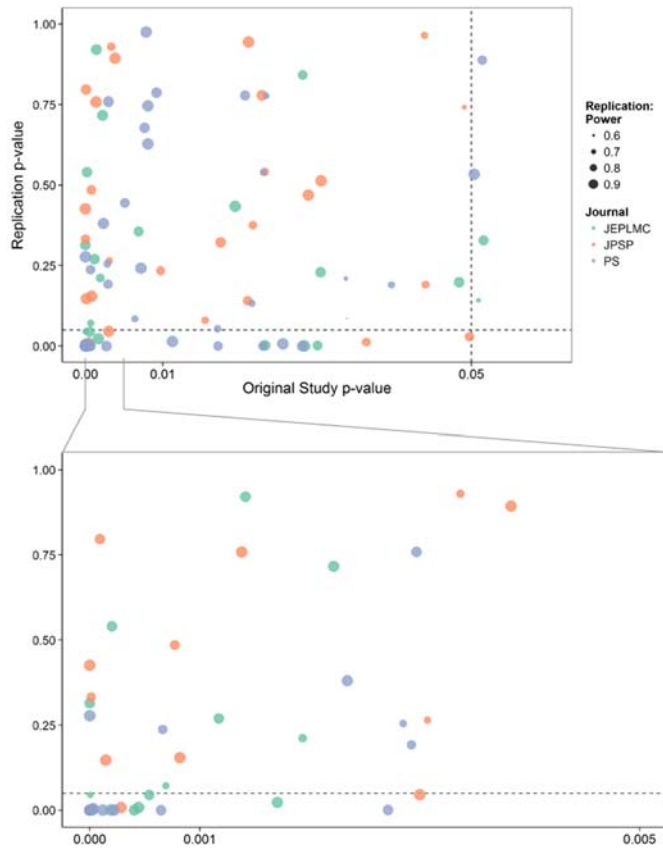 1.00
0.75
0.50
0.25
0.00
Replication p-value
0.00 0.01 0.05
Original Study p-value
Replication:
Power
0.6
0.7
0.8
0.9
Journal
JEPLMC
JPSP
PS
1.00
0.75
0.50
0.25
0.00
0.000 0.001 0.005